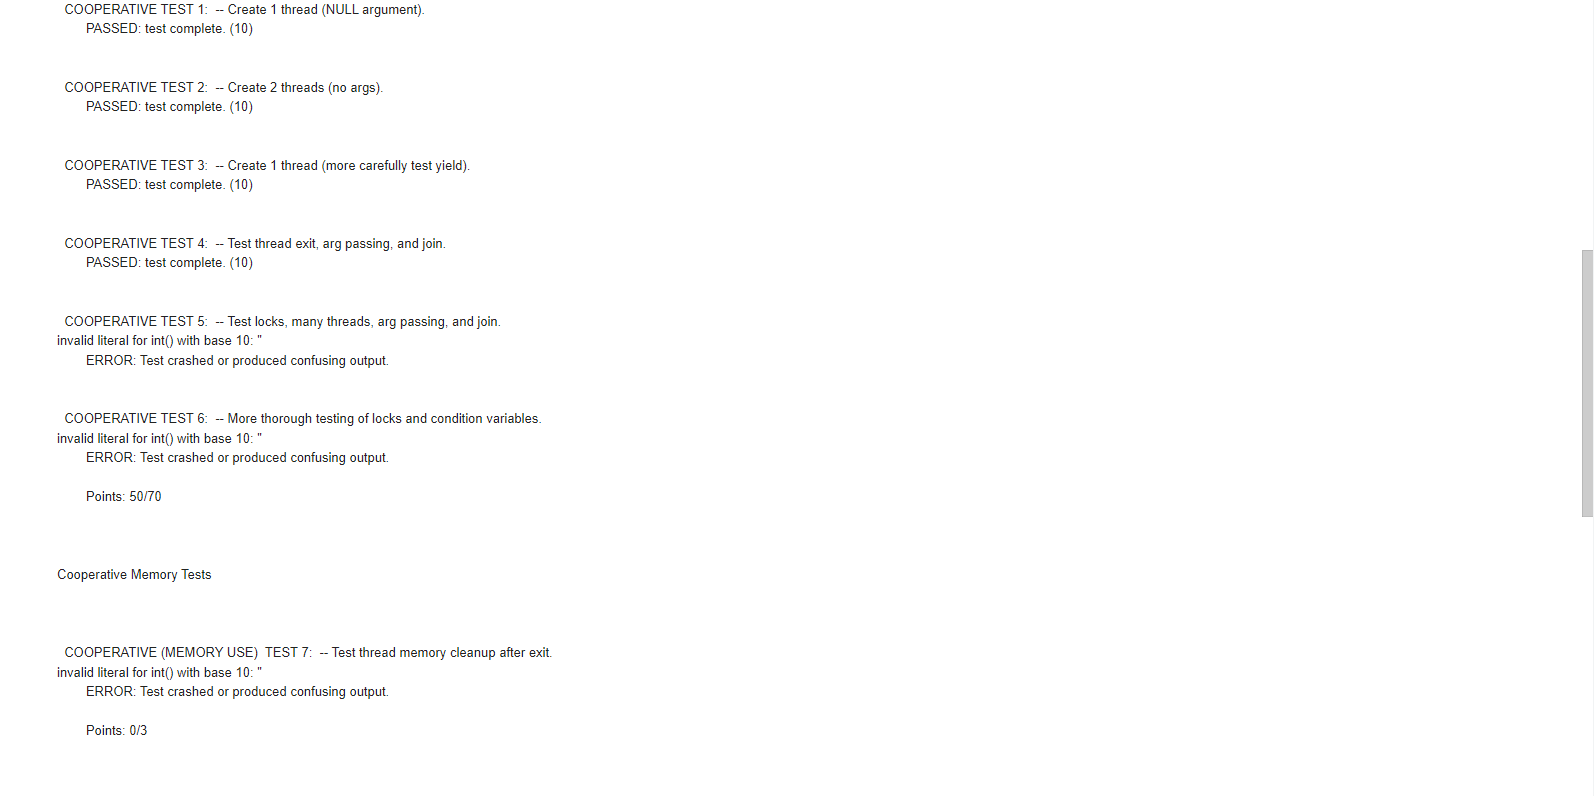 COOPERATIVE TEST 1:  -- Create 1 thread (NULL argument).
PASSED: test complete. (10)
COOPERATIVE TEST 2:  -- Create 2 threads (no args).
PASSED: test complete. (10)
COOPERATIVE TEST 3:  -- Create 1 thread (more carefully test yield).
PASSED: test complete. (10)
COOPERATIVE TEST 4:  -- Test thread exit, arg passing, and join.
PASSED: test complete. (10)
COOPERATIVE TEST 5:  -- Test locks, many threads, arg passing, and join.
invalid literal for int() with base 10: ''
ERROR: Test crashed or produced confusing output.
COOPERATIVE TEST 6:  -- More thorough testing of locks and condition variables.
invalid literal for int() with base 10: ''
ERROR: Test crashed or produced confusing output.
Points: 50/70
Cooperative Memory Tests
COOPERATIVE (MEMORY USE)  TEST 7:  -- Test thread memory cleanup after exit.
invalid literal for int() with base 10: ''
ERROR: Test crashed or produced confusing output.
Points: 0/3